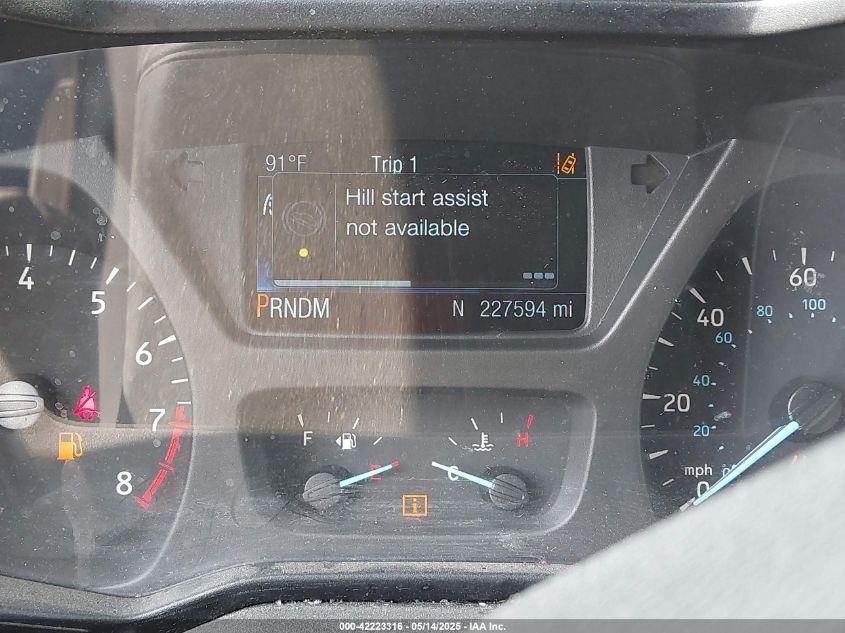 91°F Trip 1
Hill start assist
not available
PRNDM N 227594 mi
4
5
6
7
8
F
E
C
H
i
60
40
20
0
mph
100
80
60
40
20
000-42223316 - 05/14/2025 - IAA Inc.